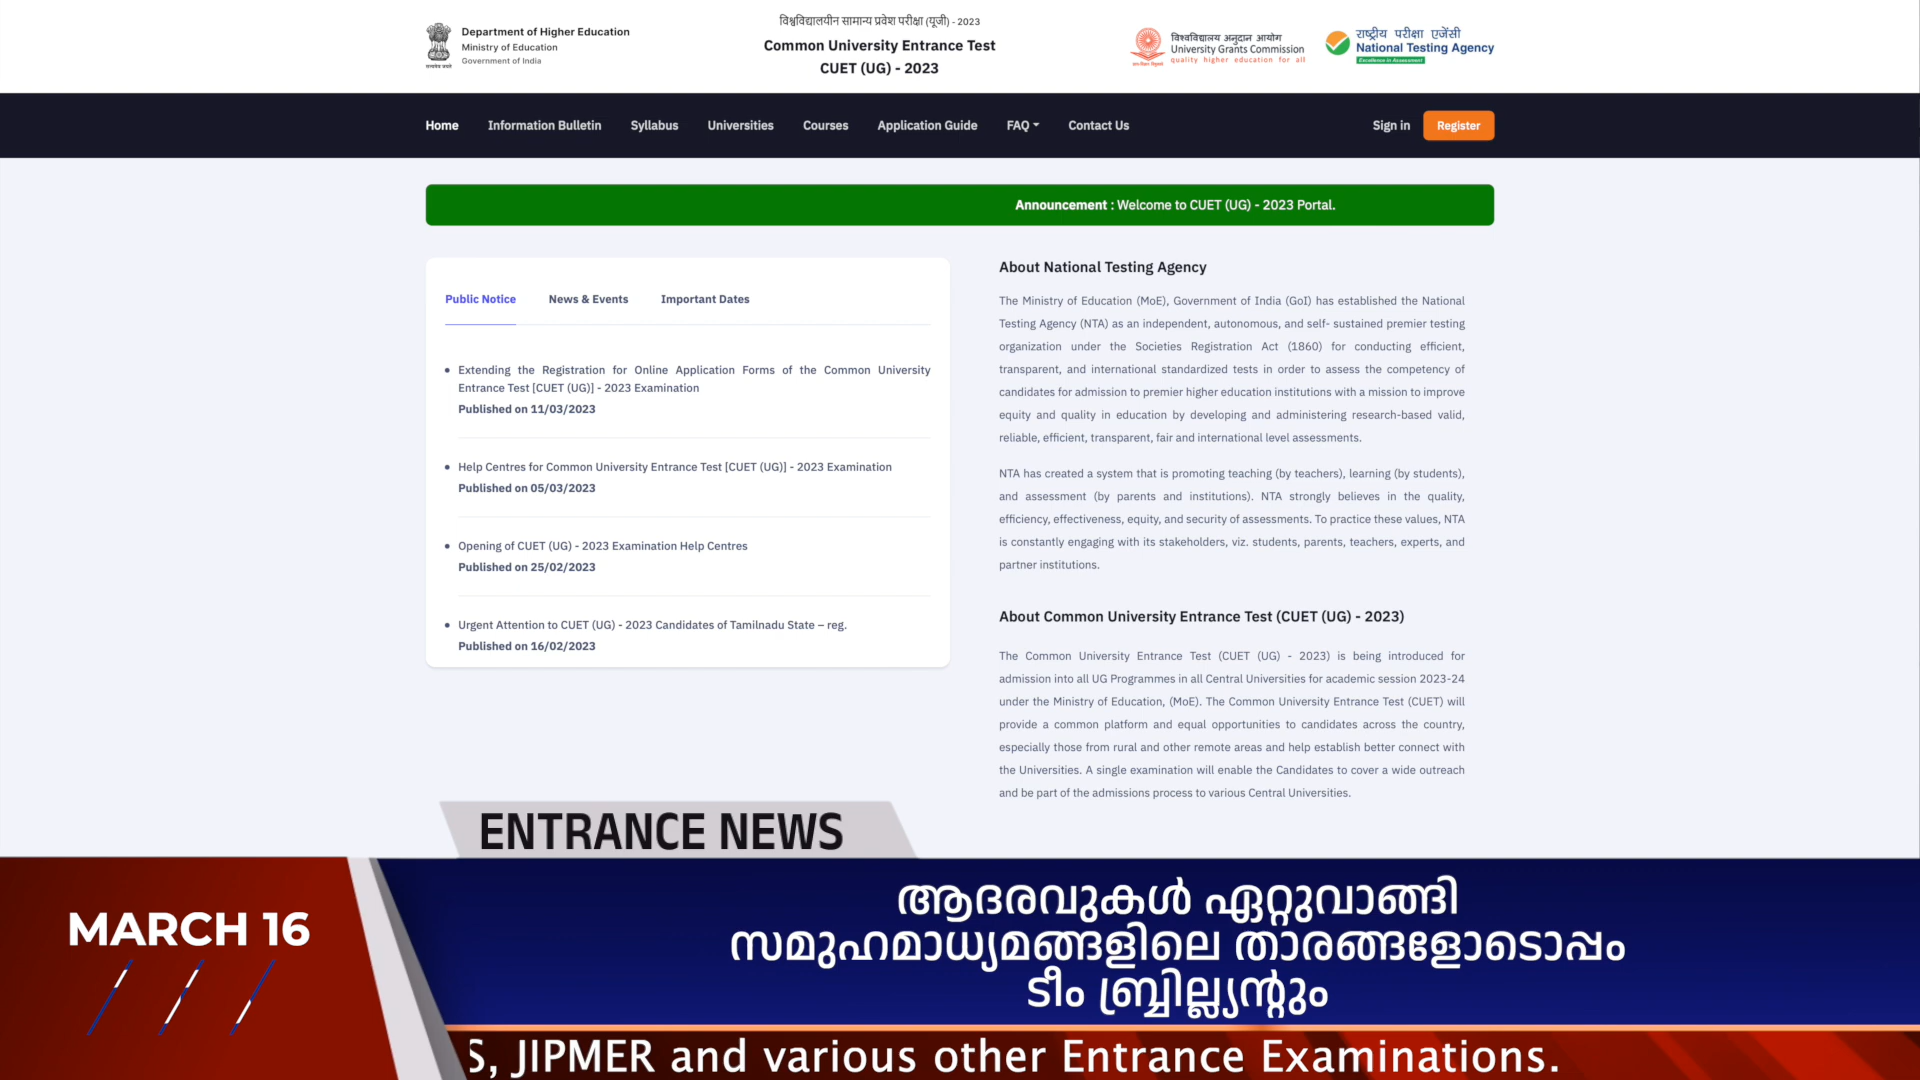 Department of Higher Education
Ministry of Education
Government of India
सत्यमेव जयते
विश्वविद्यालयीन सामान्य प्रवेश परीक्षा (यूजी) - 2023
Common University Entrance Test
CUET (UG) - 2023
विश्वविद्यालय अनुदान आयोग
University Grants Commission
quality higher education for all
राष्ट्रीय परीक्षा एजेंसी
National Testing Agency
Excellence in Assessment
Home
Information Bulletin
Syllabus
Universities
Courses
Application Guide
FAQ
Contact Us
Sign in
Register
Announcement : Welcome to CUET (UG) - 2023 Portal.
Public Notice
News & Events
Important Dates
Extending the Registration for Online Application Forms of the Common University
Entrance Test [CUET (UG)] - 2023 Examination
Published on 11/03/2023
Help Centres for Common University Entrance Test [CUET (UG)] - 2023 Examination
Published on 05/03/2023
Opening of CUET (UG) - 2023 Examination Help Centres
Published on 25/02/2023
Urgent Attention to CUET (UG) - 2023 Candidates of Tamilnadu State – reg.
Published on 16/02/2023
About National Testing Agency
The Ministry of Education (MoE), Government of India (GoI) has established the National
Testing Agency (NTA) as an independent, autonomous, and self- sustained premier testing
organization under the Societies Registration Act (1860) for conducting efficient,
transparent, and international standardized tests in order to assess the competency of
candidates for admission to premier higher education institutions with a mission to improve
equity and quality in education by developing and administering research-based valid,
reliable, efficient, transparent, fair and international level assessments.
NTA has created a system that is promoting teaching (by teachers), learning (by students),
and assessment (by parents and institutions). NTA strongly believes in the quality,
efficiency, effectiveness, equity, and security of assessments. To practice these values, NTA
is constantly engaging with its stakeholders, viz. students, parents, teachers, experts, and
partner institutions.
About Common University Entrance Test (CUET (UG) - 2023)
The Common University Entrance Test (CUET (UG) - 2023) is being introduced for
admission into all UG Programmes in all Central Universities for academic session 2023-24
under the Ministry of Education, (MoE). The Common University Entrance Test (CUET) will
provide a common platform and equal opportunities to candidates across the country,
especially those from rural and other remote areas and help establish better connect with
the Universities. A single examination will enable the Candidates to cover a wide outreach
and be part of the admissions process to various Central Universities.
ENTRANCE NEWS
MARCH 16
ആദരവുകൾ ഏറ്റുവാങ്ങി
സമൂഹമാധ്യമങ്ങളിലെ താരങ്ങളോടൊപ്പം
ടീം ബ്രില്ല്യന്റും
S, JIPMER and various other Entrance Examinations.